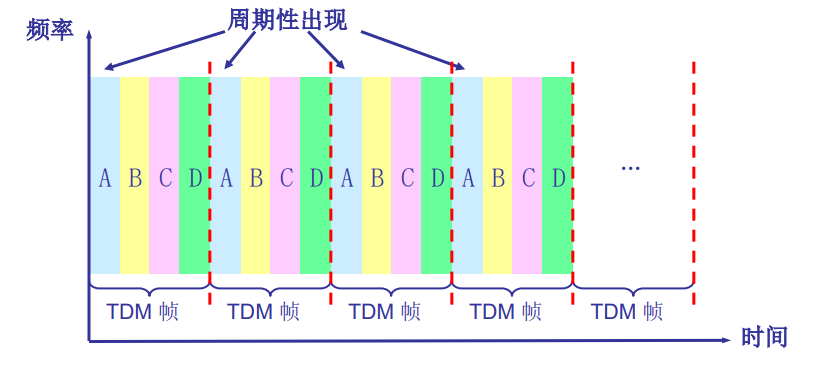 周期性出现
频率
A B C D A B C D A B C D A B C D ...
TDM 帧 TDM 帧 TDM 帧 TDM 帧 TDM 帧
时间